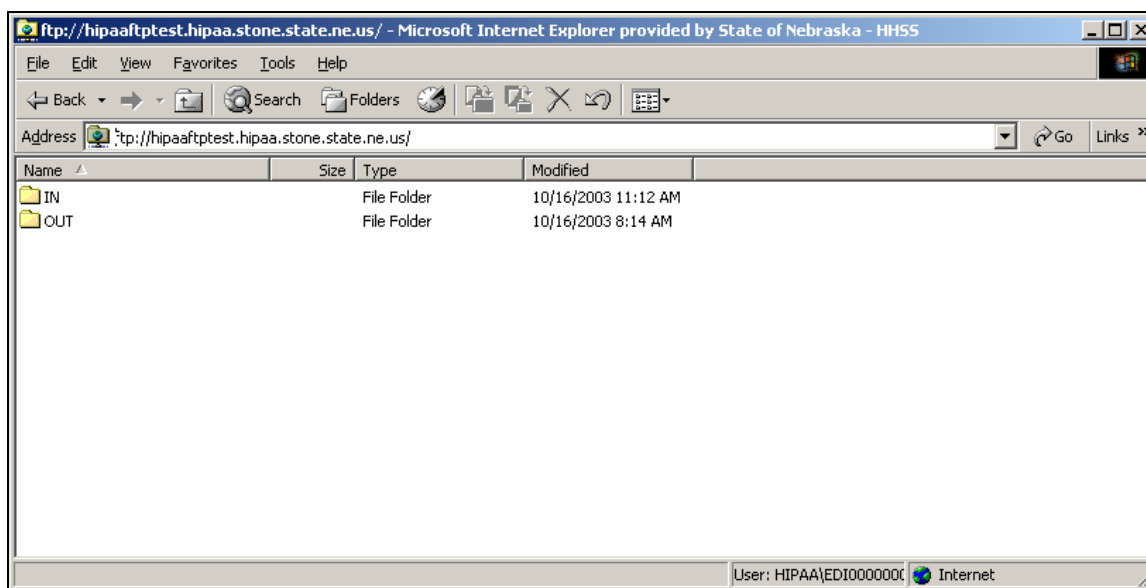 ftp://hipaaftptest.hipaa.stone.state.ne.us/ - Microsoft Internet Explorer provided by State of Nebraska - HHSS
File Edit View Favorites Tools Help
Back Search Folders
Address tp://hipaaftptest.hipaa.stone.state.ne.us/ Go Links »
Name Size Type Modified
IN File Folder 10/16/2003 11:12 AM
OUT File Folder 10/16/2003 8:14 AM
User: HIPAA\EDI000000( Internet